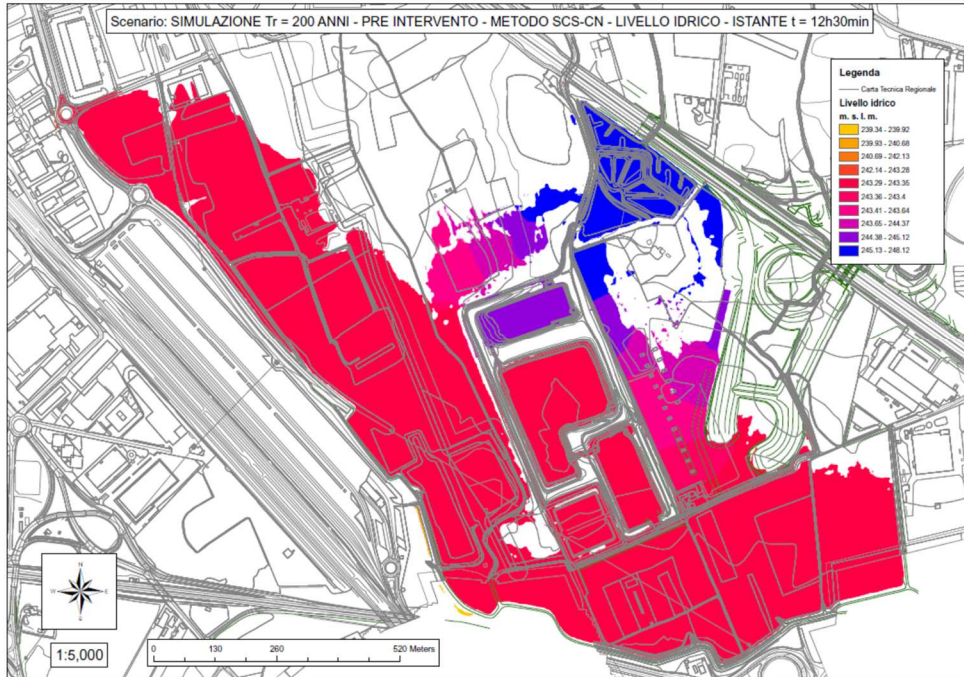 Scenario: SIMULAZIONE Tr = 200 ANNI - PRE INTERVENTO - METODO SCS-CN - LIVELLO IDRICO - ISTANTE t = 12h30min
Legenda
Carta Tecnica Regionale
Livello idrico
m. s. l. m.
239.34 - 239.92
239.93 - 240.68
240.69 - 242.13
242.14 - 243.28
243.29 - 243.35
243.36 - 243.4
243.41 - 243.64
243.65 - 244.37
244.38 - 245.12
245.13 - 248.12
N
W E
S
1:5,000
0 130 260 520 Meters